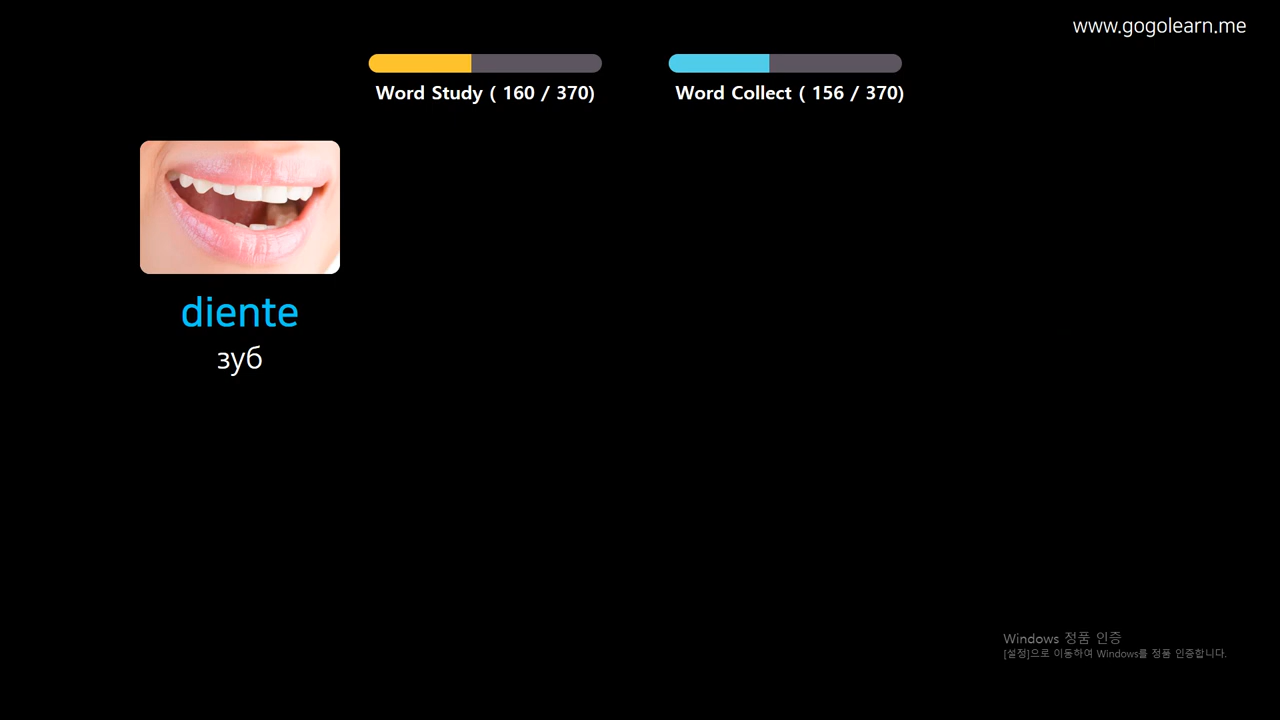 www.gogolearn.me
Word Study ( 160 / 370)
Word Collect ( 156 / 370)
diente
зуб
Windows 정품 인증
[설정]으로 이동하여 Windows를 정품 인증합니다.